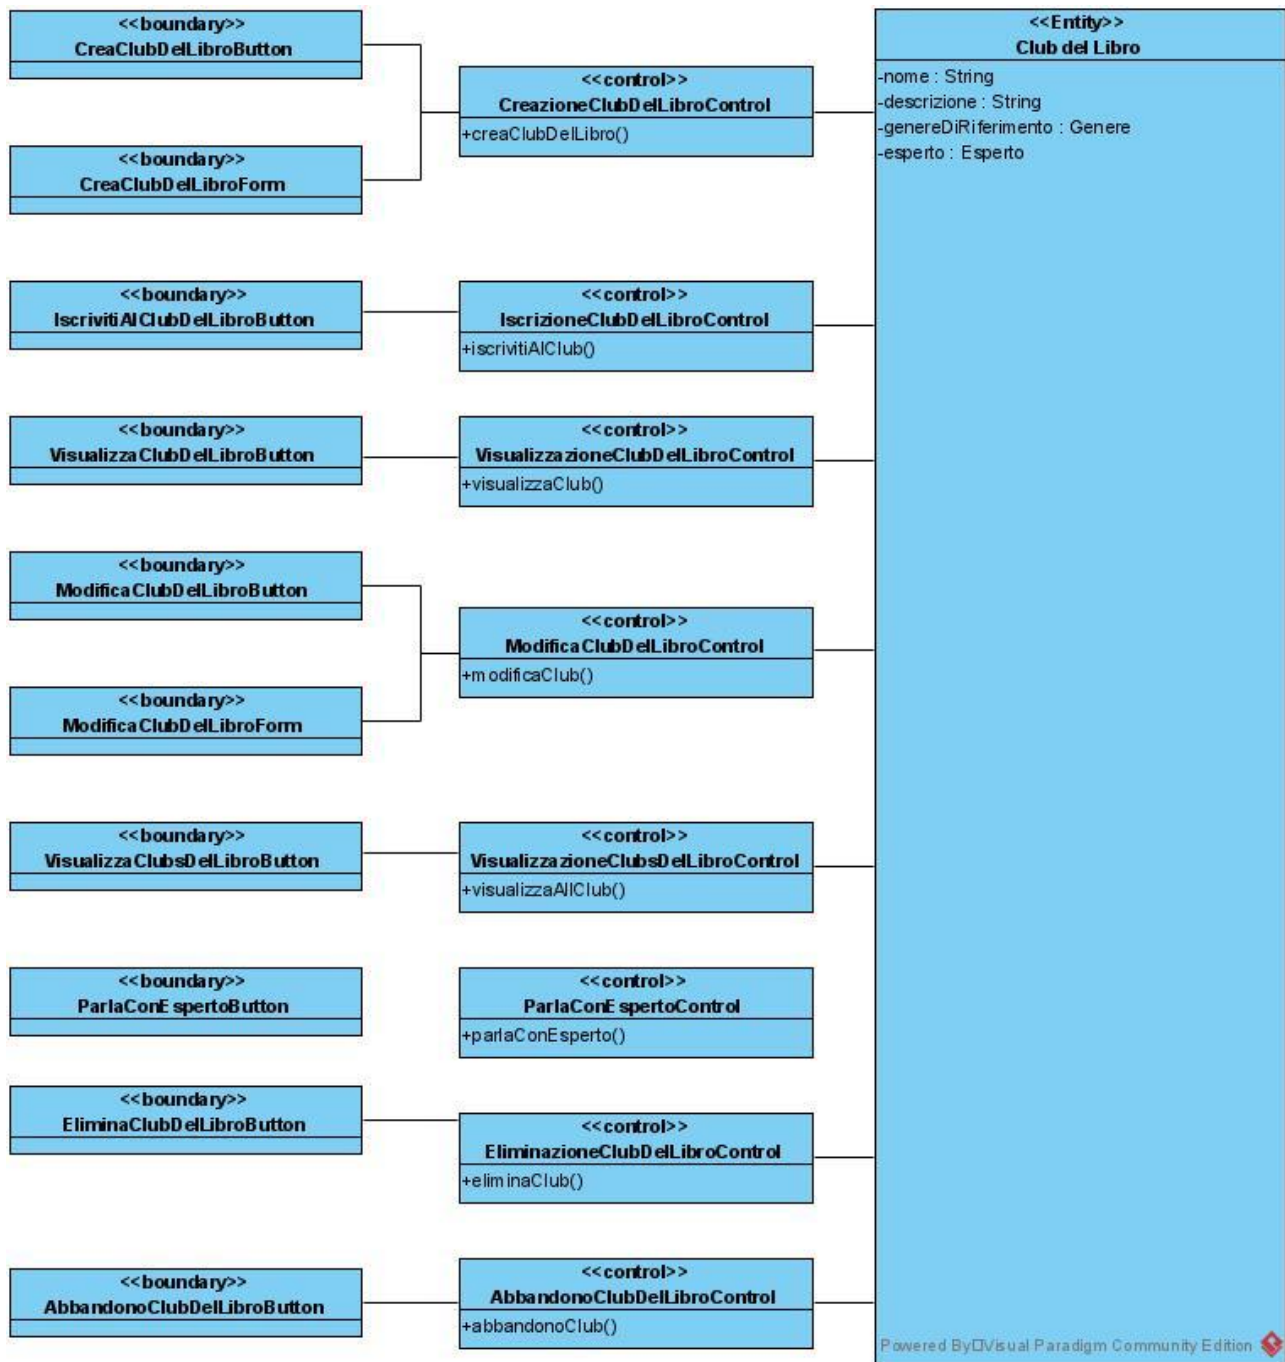 <<boundary>>
CreaClubDelLibroButton
<<boundary>>
CreaClubDelLibroForm
<<control>>
CreazioneClubDelLibroControl
+creaClubDelLibro()
<<Entity>>
Club del Libro
-nome : String
-descrizione : String
-genereDiRiferimento : Genere
-esperto : Esperto
<<boundary>>
IscrivitiAlClubDelLibroButton
<<control>>
IscrizioneClubDelLibroControl
+iscrivitiAlClub()
<<boundary>>
VisualizzaClubDelLibroButton
<<control>>
VisualizzazioneClubDelLibroControl
+visualizzaClub()
<<boundary>>
ModificaClubDelLibroButton
<<boundary>>
ModificaClubDelLibroForm
<<control>>
ModificaClubDelLibroControl
+modificaClub()
<<boundary>>
VisualizzaClubsDelLibroButton
<<control>>
VisualizzazioneClubsDelLibroControl
+visualizzaAllClub()
<<boundary>>
ParlaConEspertoButton
<<control>>
ParlaConEspertoControl
+parlaConEsperto()
<<boundary>>
EliminaClubDelLibroButton
<<control>>
EliminazioneClubDelLibroControl
+eliminaClub()
<<boundary>>
AbbandonoClubDelLibroButton
<<control>>
AbbandonoClubDelLibroControl
+abbandonoClub()
Powered By□Visual Paradigm Community Edition